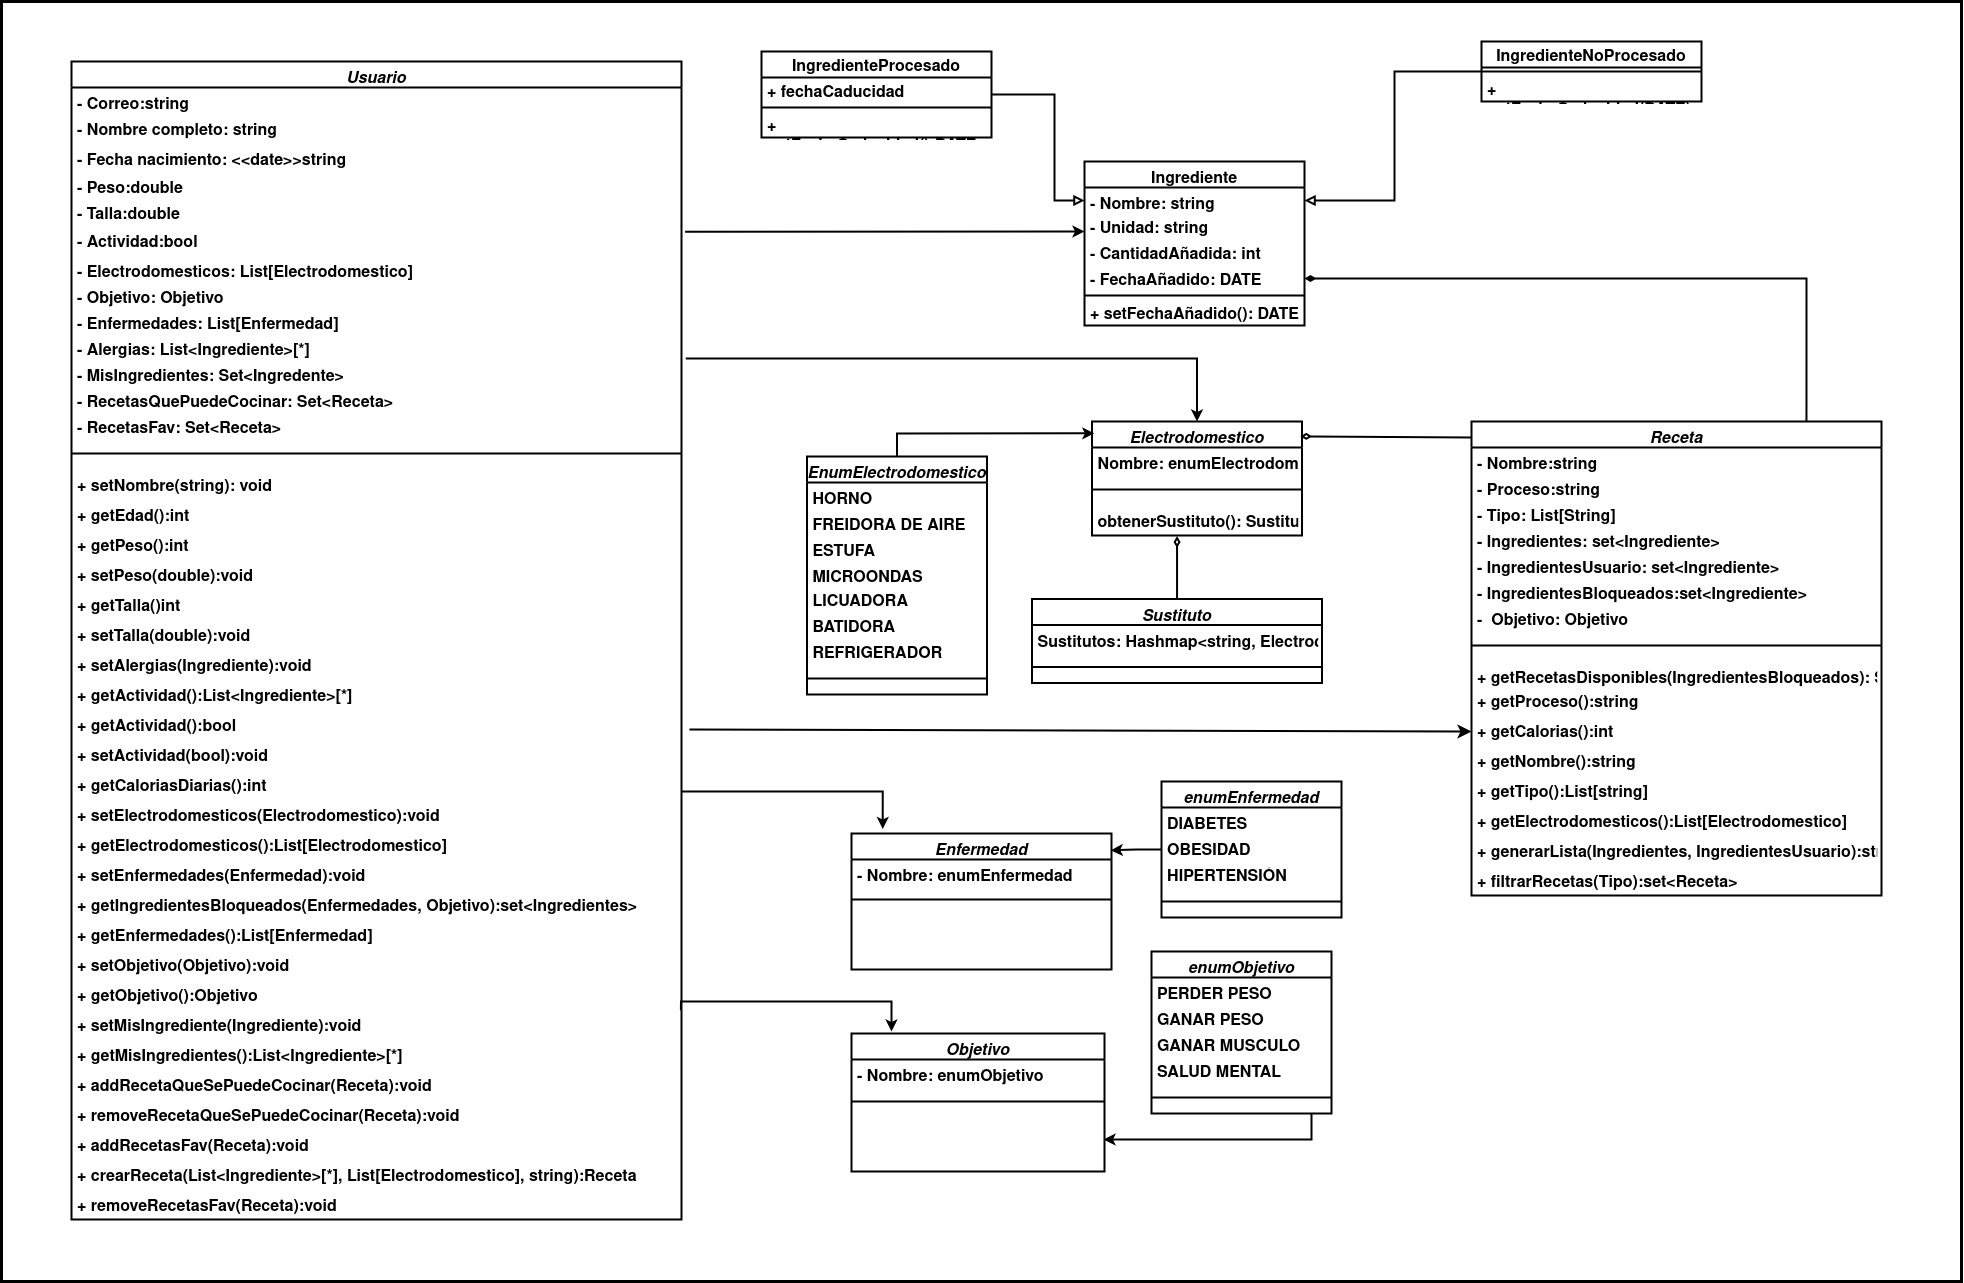 Usuario
- Correo:string
- Nombre completo: string
- Fecha nacimiento: <<date>>string
- Peso:double
- Talla:double
- Actividad:bool
- Electrodomesticos: List[Electrodomestico]
- Objetivo: Objetivo
- Enfermedades: List[Enfermedad]
- Alergias: List<Ingrediente>[*]
- MisIngredientes: Set<Ingredente>
- RecetasQuePuedeCocinar: Set<Receta>
- RecetasFav: Set<Receta>
+ setNombre(string): void
+ getEdad():int
+ getPeso():int
+ setPeso(double):void
+ getTalla()int
+ setTalla(double):void
+ setAlergias(Ingrediente):void
+ getActividad():List<Ingrediente>[*]
+ getActividad():bool
+ setActividad(bool):void
+ getCaloriasDiarias():int
+ setElectrodomesticos(Electrodomestico):void
+ getElectrodomesticos():List[Electrodomestico]
+ setEnfermedades(Enfermedad):void
+ getIngredientesBloqueados(Enfermedades, Objetivo):set<Ingredientes>
+ getEnfermedades():List[Enfermedad]
+ setObjetivo(Objetivo):void
+ getObjetivo():Objetivo
+ setMisIngrediente(Ingrediente):void
+ getMisIngredientes():List<Ingrediente>[*]
+ addRecetaQueSePuedeCocinar(Receta):void
+ removeRecetaQueSePuedeCocinar(Receta):void
+ addRecetasFav(Receta):void
+ crearReceta(List<Ingrediente>[*], List[Electrodomestico], string):Receta
+ removeRecetasFav(Receta):void
IngredienteProcesado
+ fechaCaducidad
+
IngredienteNoProcesado
+
Ingrediente
- Nombre: string
- Unidad: string
- CantidadAñadida: int
- FechaAñadido: DATE
+ setFechaAñadido(): DATE
Electrodomestico
Nombre: enumElectrodom
obtenerSustituto(): Sustitu
EnumElectrodomestico
HORNO
FREIDORA DE AIRE
ESTUFA
MICROONDAS
LICUADORA
BATIDORA
REFRIGERADOR
Sustituto
Sustitutos: Hashmap<string, Electro
Receta
- Nombre:string
- Proceso:string
- Tipo: List[String]
- Ingredientes: set<Ingrediente>
- IngredientesUsuario: set<Ingrediente>
- IngredientesBloqueados:set<Ingrediente>
- Objetivo: Objetivo
+ getRecetasDisponibles(IngredientesBloqueados):
+ getProceso():string
+ getCalorias():int
+ getNombre():string
+ getTipo():List[string]
+ getElectrodomesticos():List[Electrodomestico]
+ generarLista(Ingredientes, IngredientesUsuario):st
+ filtrarRecetas(Tipo):set<Receta>
Enfermedad
- Nombre: enumEnfermedad
enumEnfermedad
DIABETES
OBESIDAD
HIPERTENSIÓN
Objetivo
- Nombre: enumObjetivo
enumObjetivo
PERDER PESO
GANAR PESO
GANAR MUSCULO
SALUD MENTAL